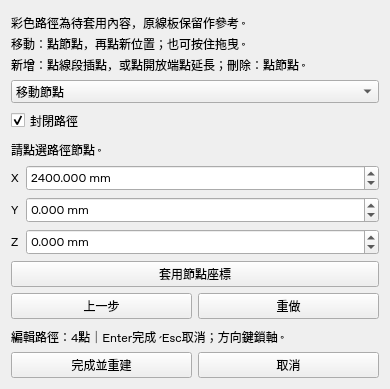 彩色路徑為待套用內容，原線板保留作參考。
移動：點節點，再點新位置；也可按住拖曳。
新增：點線段插點，或點開放端點延長；刪除：點節點。
移動節點
封閉路徑
請點選路徑節點。
X 2400.000 mm
Y 0.000 mm
Z 0.000 mm
套用節點座標
上一步 重做
編輯路徑：4點｜Enter完成·Esc取消；方向鍵鎖軸。
完成並重建 取消